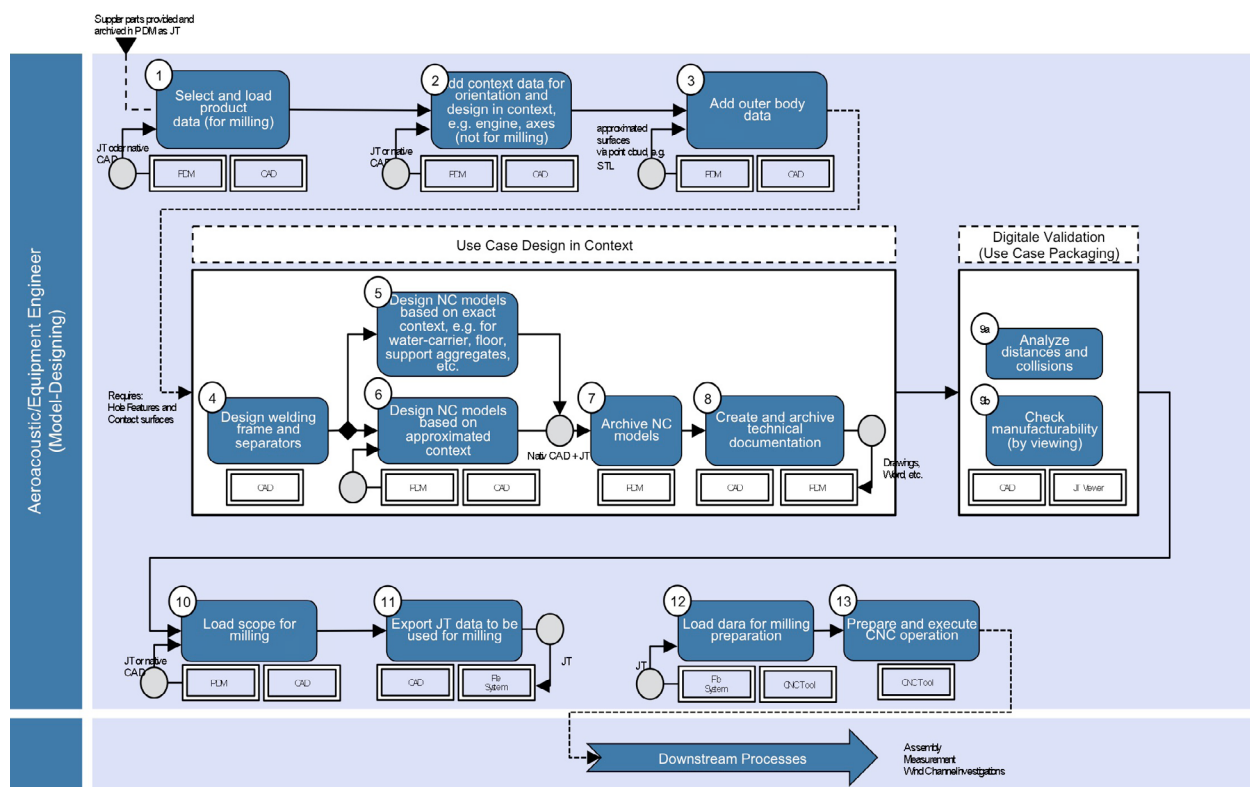 Supplier parts provided and
archived in PDM as JT
Aeroacoustic/Equipment Engineer
(Model-Designing)
1
Select and load
product
data (for milling)
JT oder native
CAD
PDM
CAD
2
Add context data for
orientation and
design in context,
e.g. engine, axes
(not for milling)
JT or native
CAD
PDM
CAD
3
Add outer body
data
approximated
surfaces
via point cloud, e.g.
STL
PDM
CAD
Use Case Design in Context
Digitale Validation
(Use Case Packaging)
Requires:
Hole Features and
Contact surfaces
4
Design welding
frame and
separators
CAD
5
Design NC models
based on exact
context, e.g. for
water-carrier, floor,
support aggregates,
etc.
6
Design NC models
based on
approximated
context
PDM
CAD
Nativ CAD + JT
7
Archive NC
models
PDM
8
Create and archive
technical
documentation
CAD
PDM
Drawings,
Word, etc.
9a
Analyze
distances and
collisions
9b
Check
manufacturability
(by viewing)
CAD
JT Viewer
10
Load scope for
milling
JT or native
CAD
PDM
CAD
11
Export JT data to be
used for milling
CAD
File
System
JT
12
Load dara for milling
preparation
JT
File
System
CNC Tool
13
Prepare and execute
CNC operation
CNC Tool
Downstream Processes
Assembly
Measurement
Wind Channel Investigations